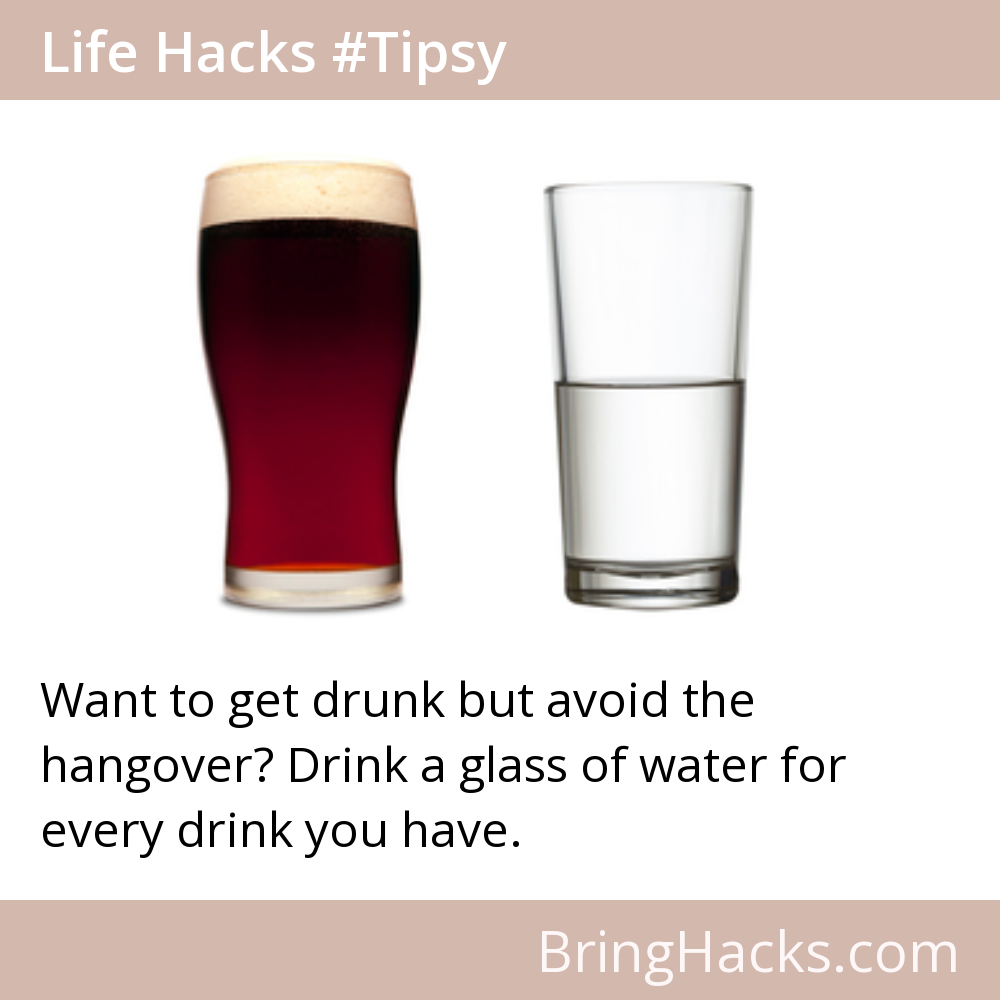 Life Hacks #Tipsy
Want to get drunk but avoid the
hangover? Drink a glass of water for
every drink you have.
BringHacks.com